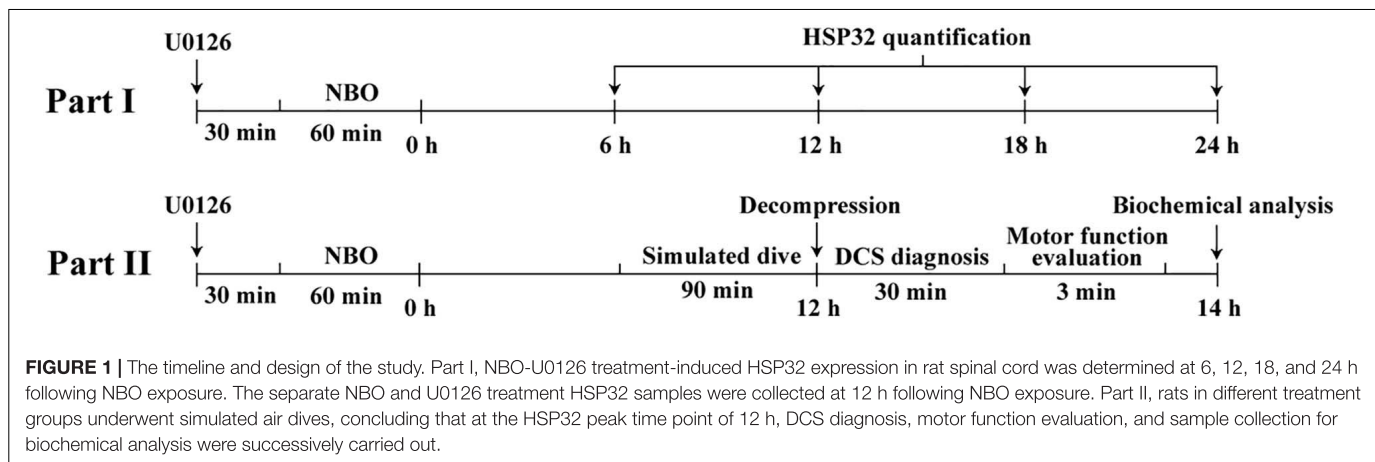 U0126
HSP32 quantification
Part I
NBO
30 min
60 min
0 h
6 h
12 h
18 h
24 h
U0126
Decompression
Biochemical analysis
Part II
NBO
Simulated dive
DCS diagnosis
Motor function
evaluation
30 min
60 min
0 h
90 min
12 h
30 min
3 min
14 h
FIGURE 1 | The timeline and design of the study. Part I, NBO-U0126 treatment-induced HSP32 expression in rat spinal cord was determined at 6, 12, 18, and 24 h
following NBO exposure. The separate NBO and U0126 treatment HSP32 samples were collected at 12 h following NBO exposure. Part II, rats in different treatment
groups underwent simulated air dives, concluding that at the HSP32 peak time point of 12 h, DCS diagnosis, motor function evaluation, and sample collection for
biochemical analysis were successively carried out.